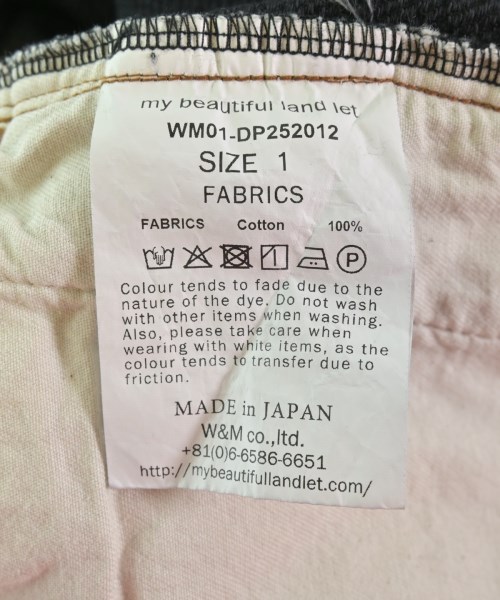 my beautiful land let
WM01-DP252012
SIZE 1
FABRICS
FABRICS Cotton 100%
Colour tends to fade due to the
nature of the dye. Do not wash
with other items when washing.
Also, please take care when
wearing with white items, as the
colour tends to transfer due to
friction.
MADE in JAPAN
W&M co.,ltd.
+81(0)6-6586-6651
http://mybeautifullandlet.com/